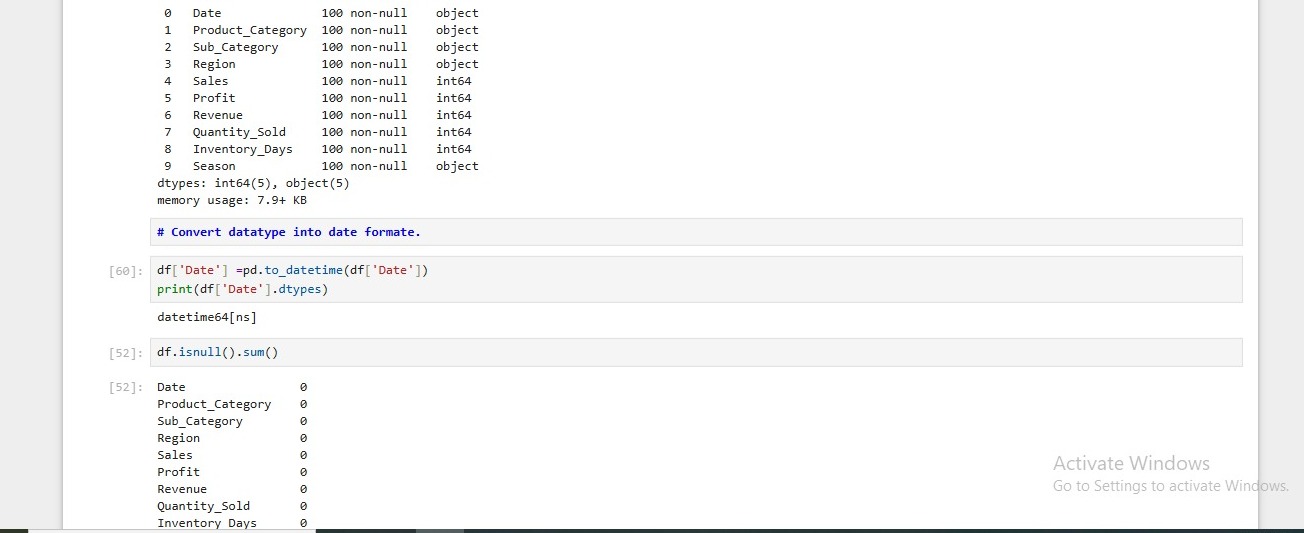 0 Date 100 non-null object
1 Product_Category 100 non-null object
2 Sub_Category 100 non-null object
3 Region 100 non-null object
4 Sales 100 non-null int64
5 Profit 100 non-null int64
6 Revenue 100 non-null int64
7 Quantity_Sold 100 non-null int64
8 Inventory_Days 100 non-null int64
9 Season 100 non-null object
dtypes: int64(5), object(5)
memory usage: 7.9+ KB
# Convert datatype into date formate.
[60]: df['Date'] =pd.to_datetime(df['Date'])
print(df['Date'].dtypes)
datetime64[ns]
[52]: df.isnull().sum()
[52]: Date 0
Product_Category 0
Sub_Category 0
Region 0
Sales 0
Profit 0
Revenue 0
Quantity_Sold 0
Inventory_Days 0
Activate Windows
Go to Settings to activate Windows.